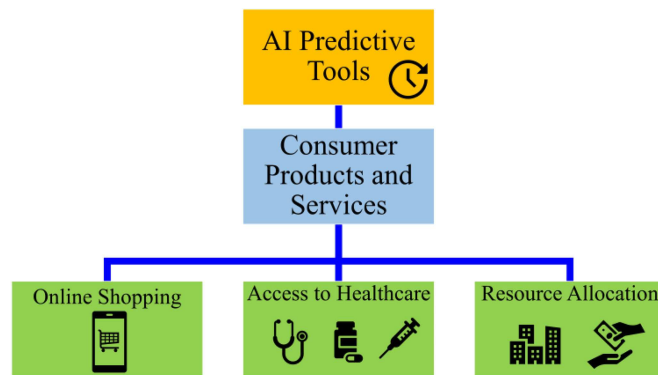 AI Predictive
Tools
Consumer
Products and
Services
Online Shopping
Access to Healthcare
Resource Allocation